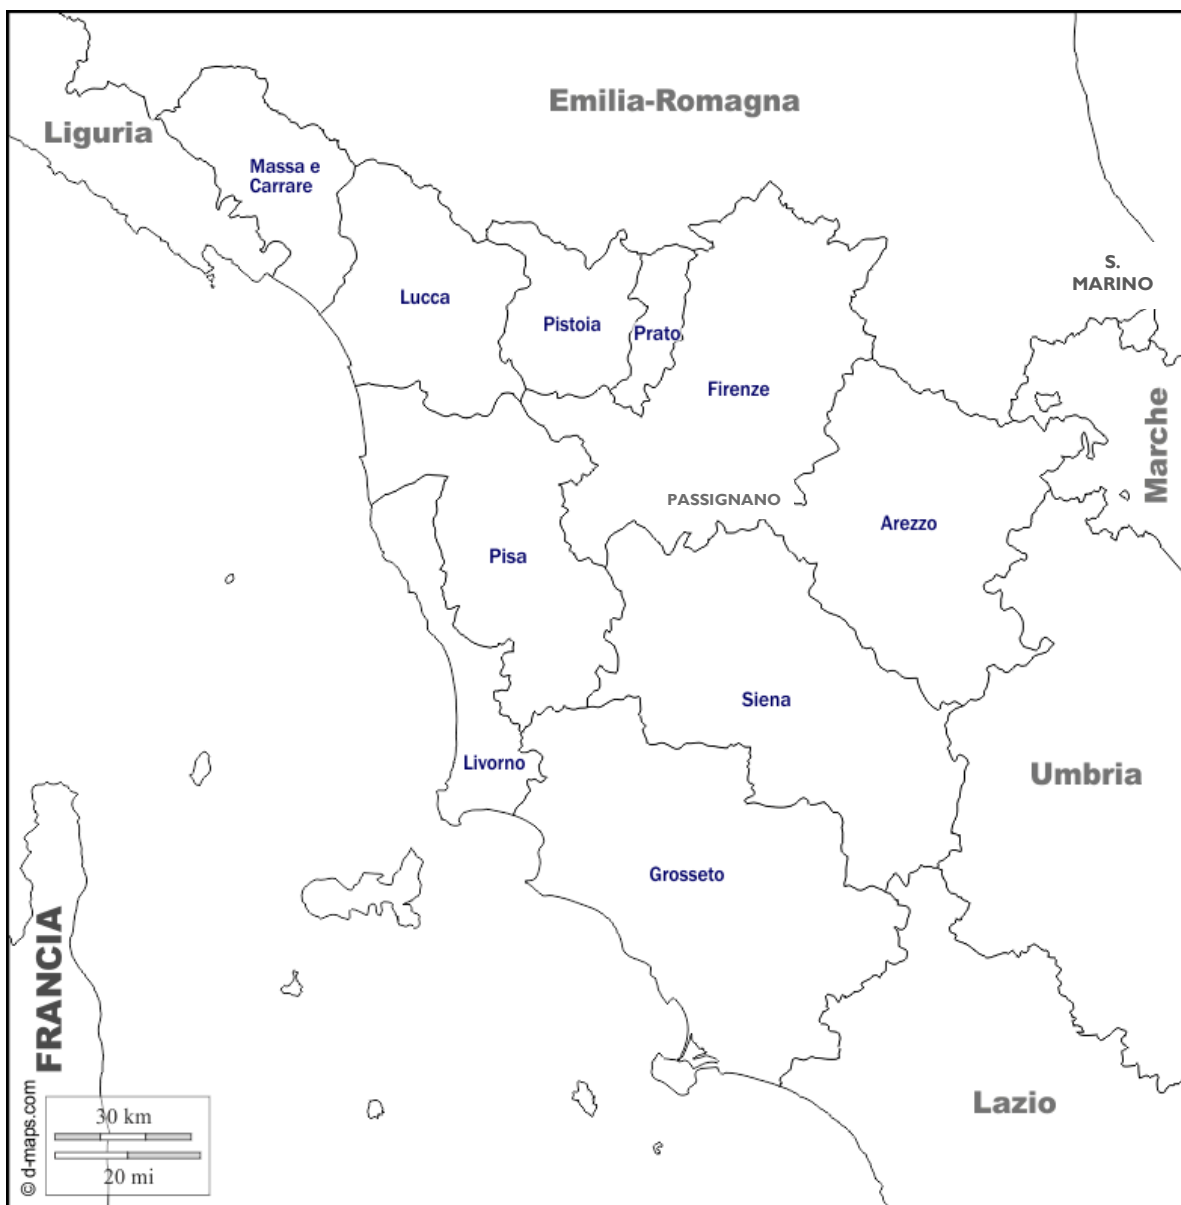 Emilia-Romagna
Liguria
Massa e
Carrare
S.
MARINO
Lucca
Pistoia
Prato
Firenze
Marche
PASSIGNANO
Arezzo
Pisa
Siena
Livorno
Umbria
Grosseto
FRANCIA
Lazio
© d-maps.com
30 km
20 mi